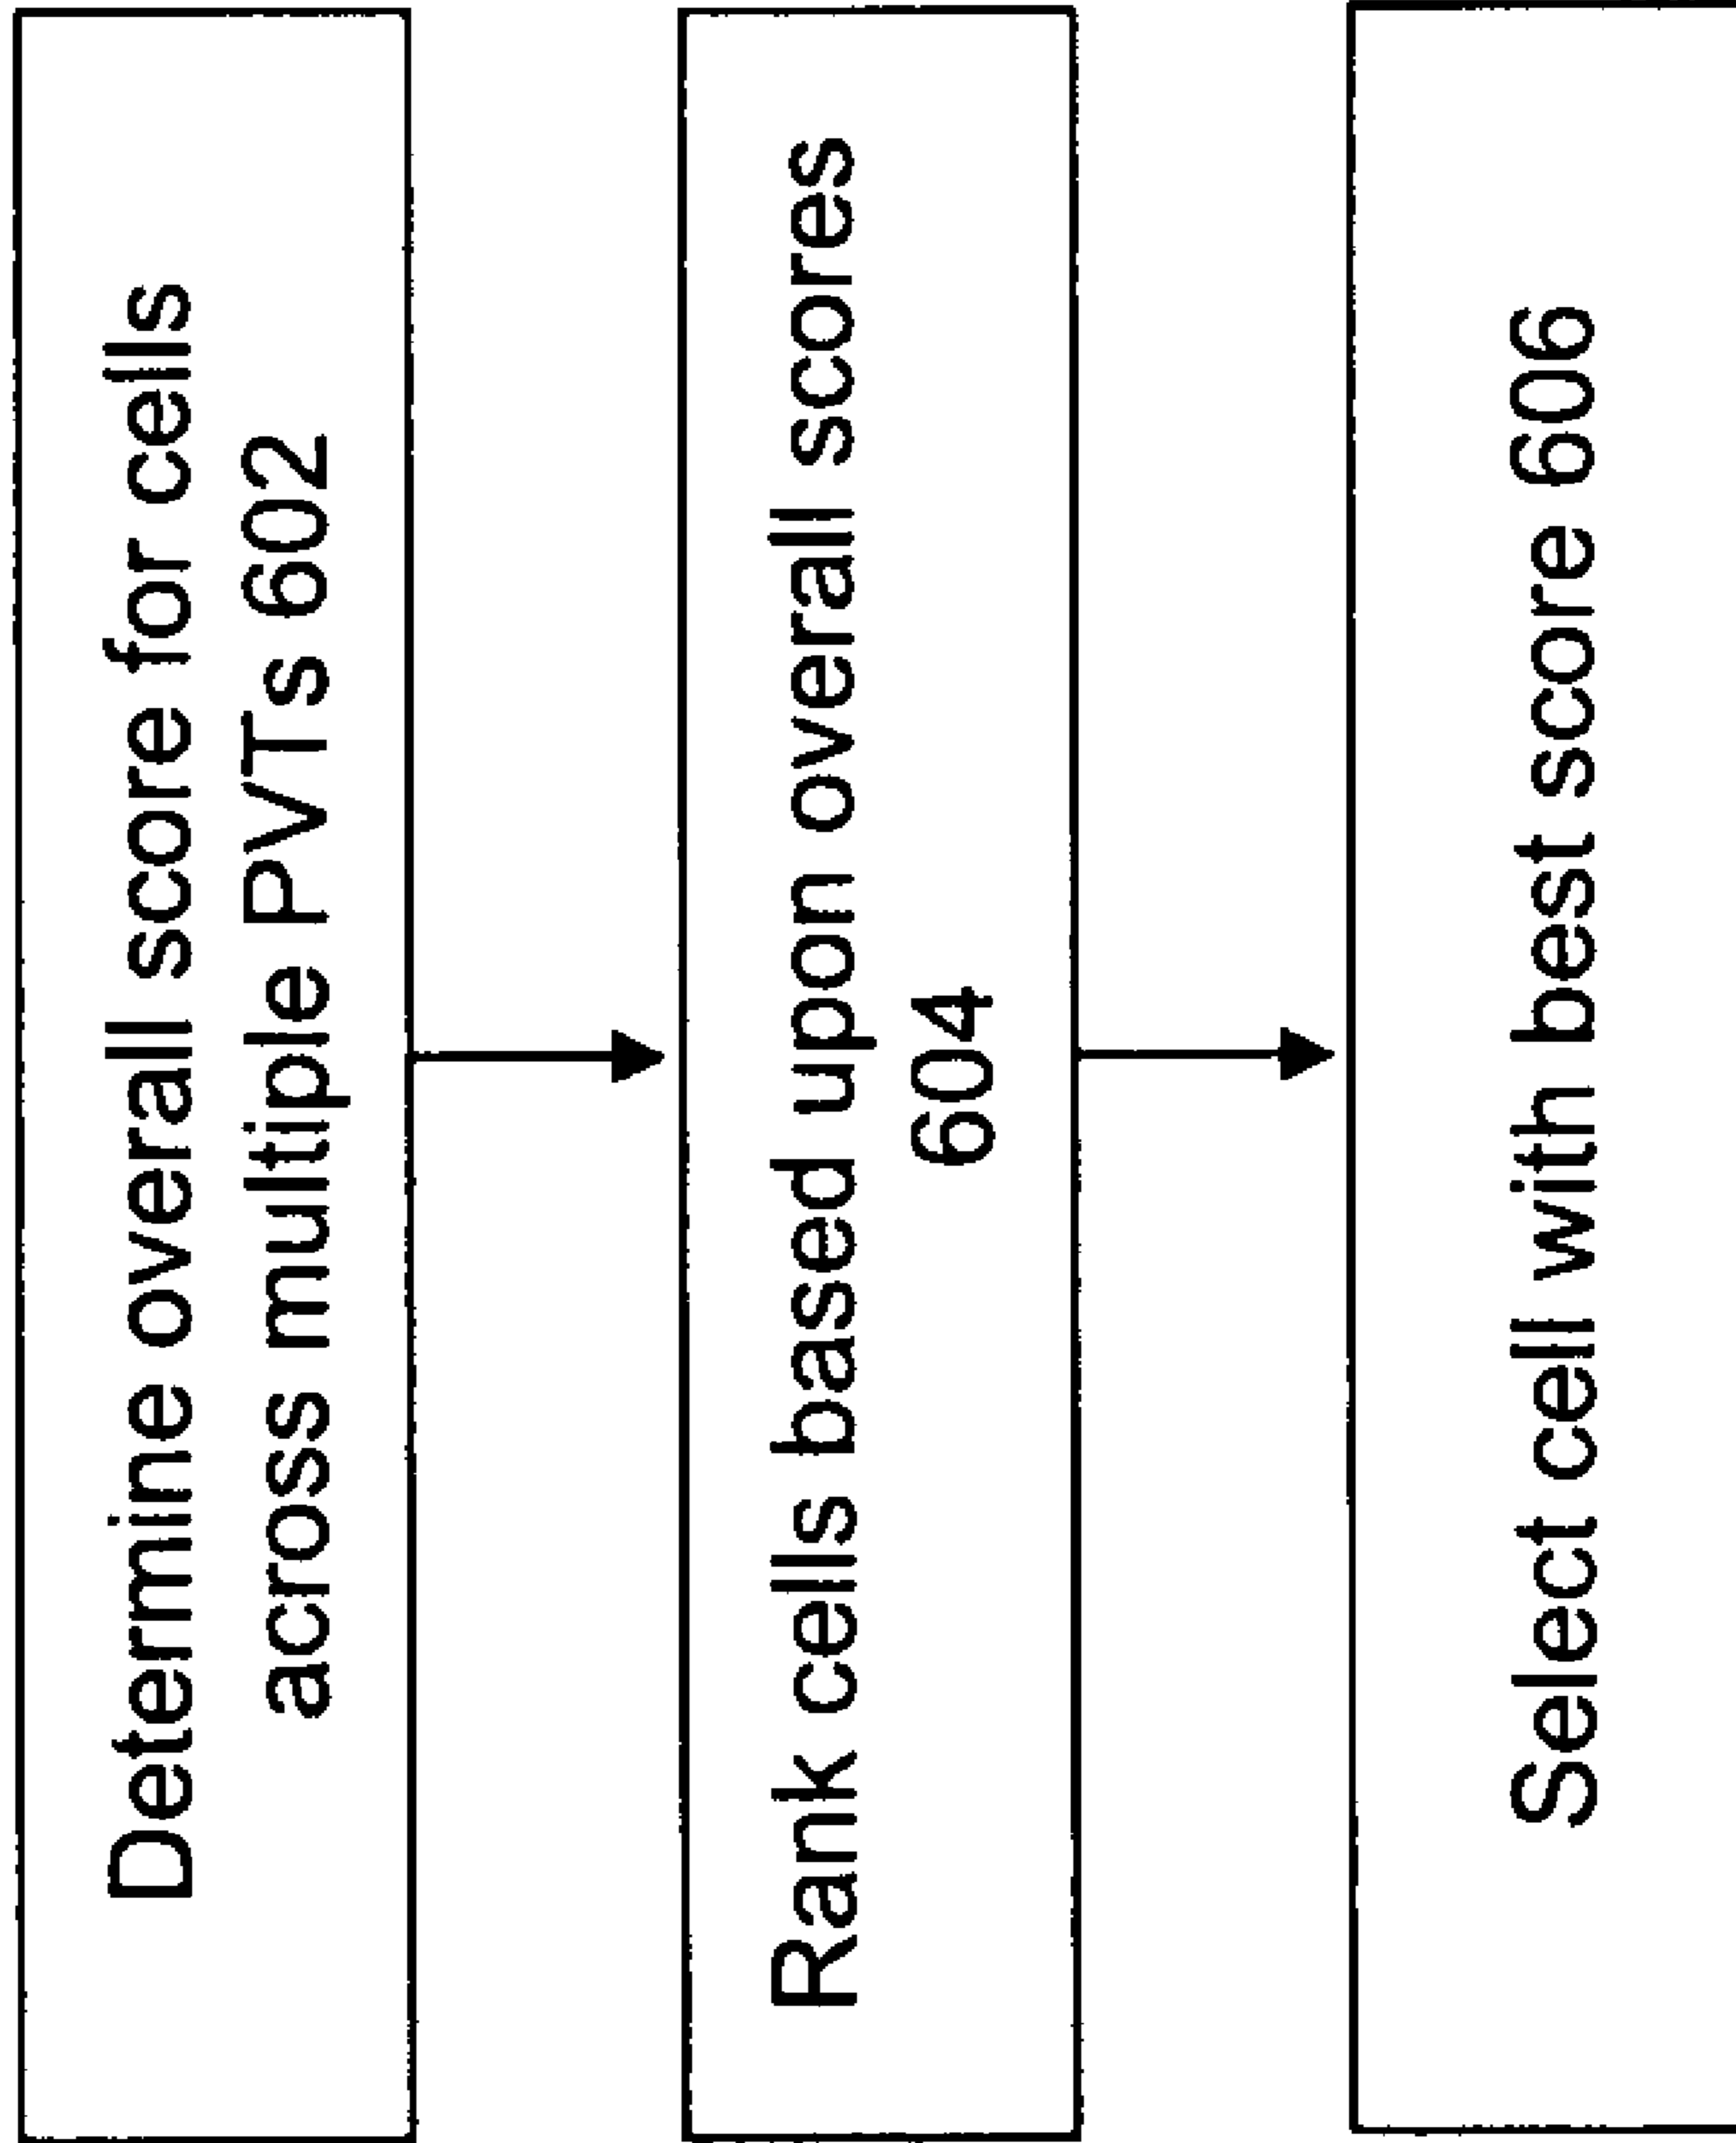 Determine overall score for cells
across multiple PVTs 602
Rank cells based upon overall scores
604
Select cell with best score 606